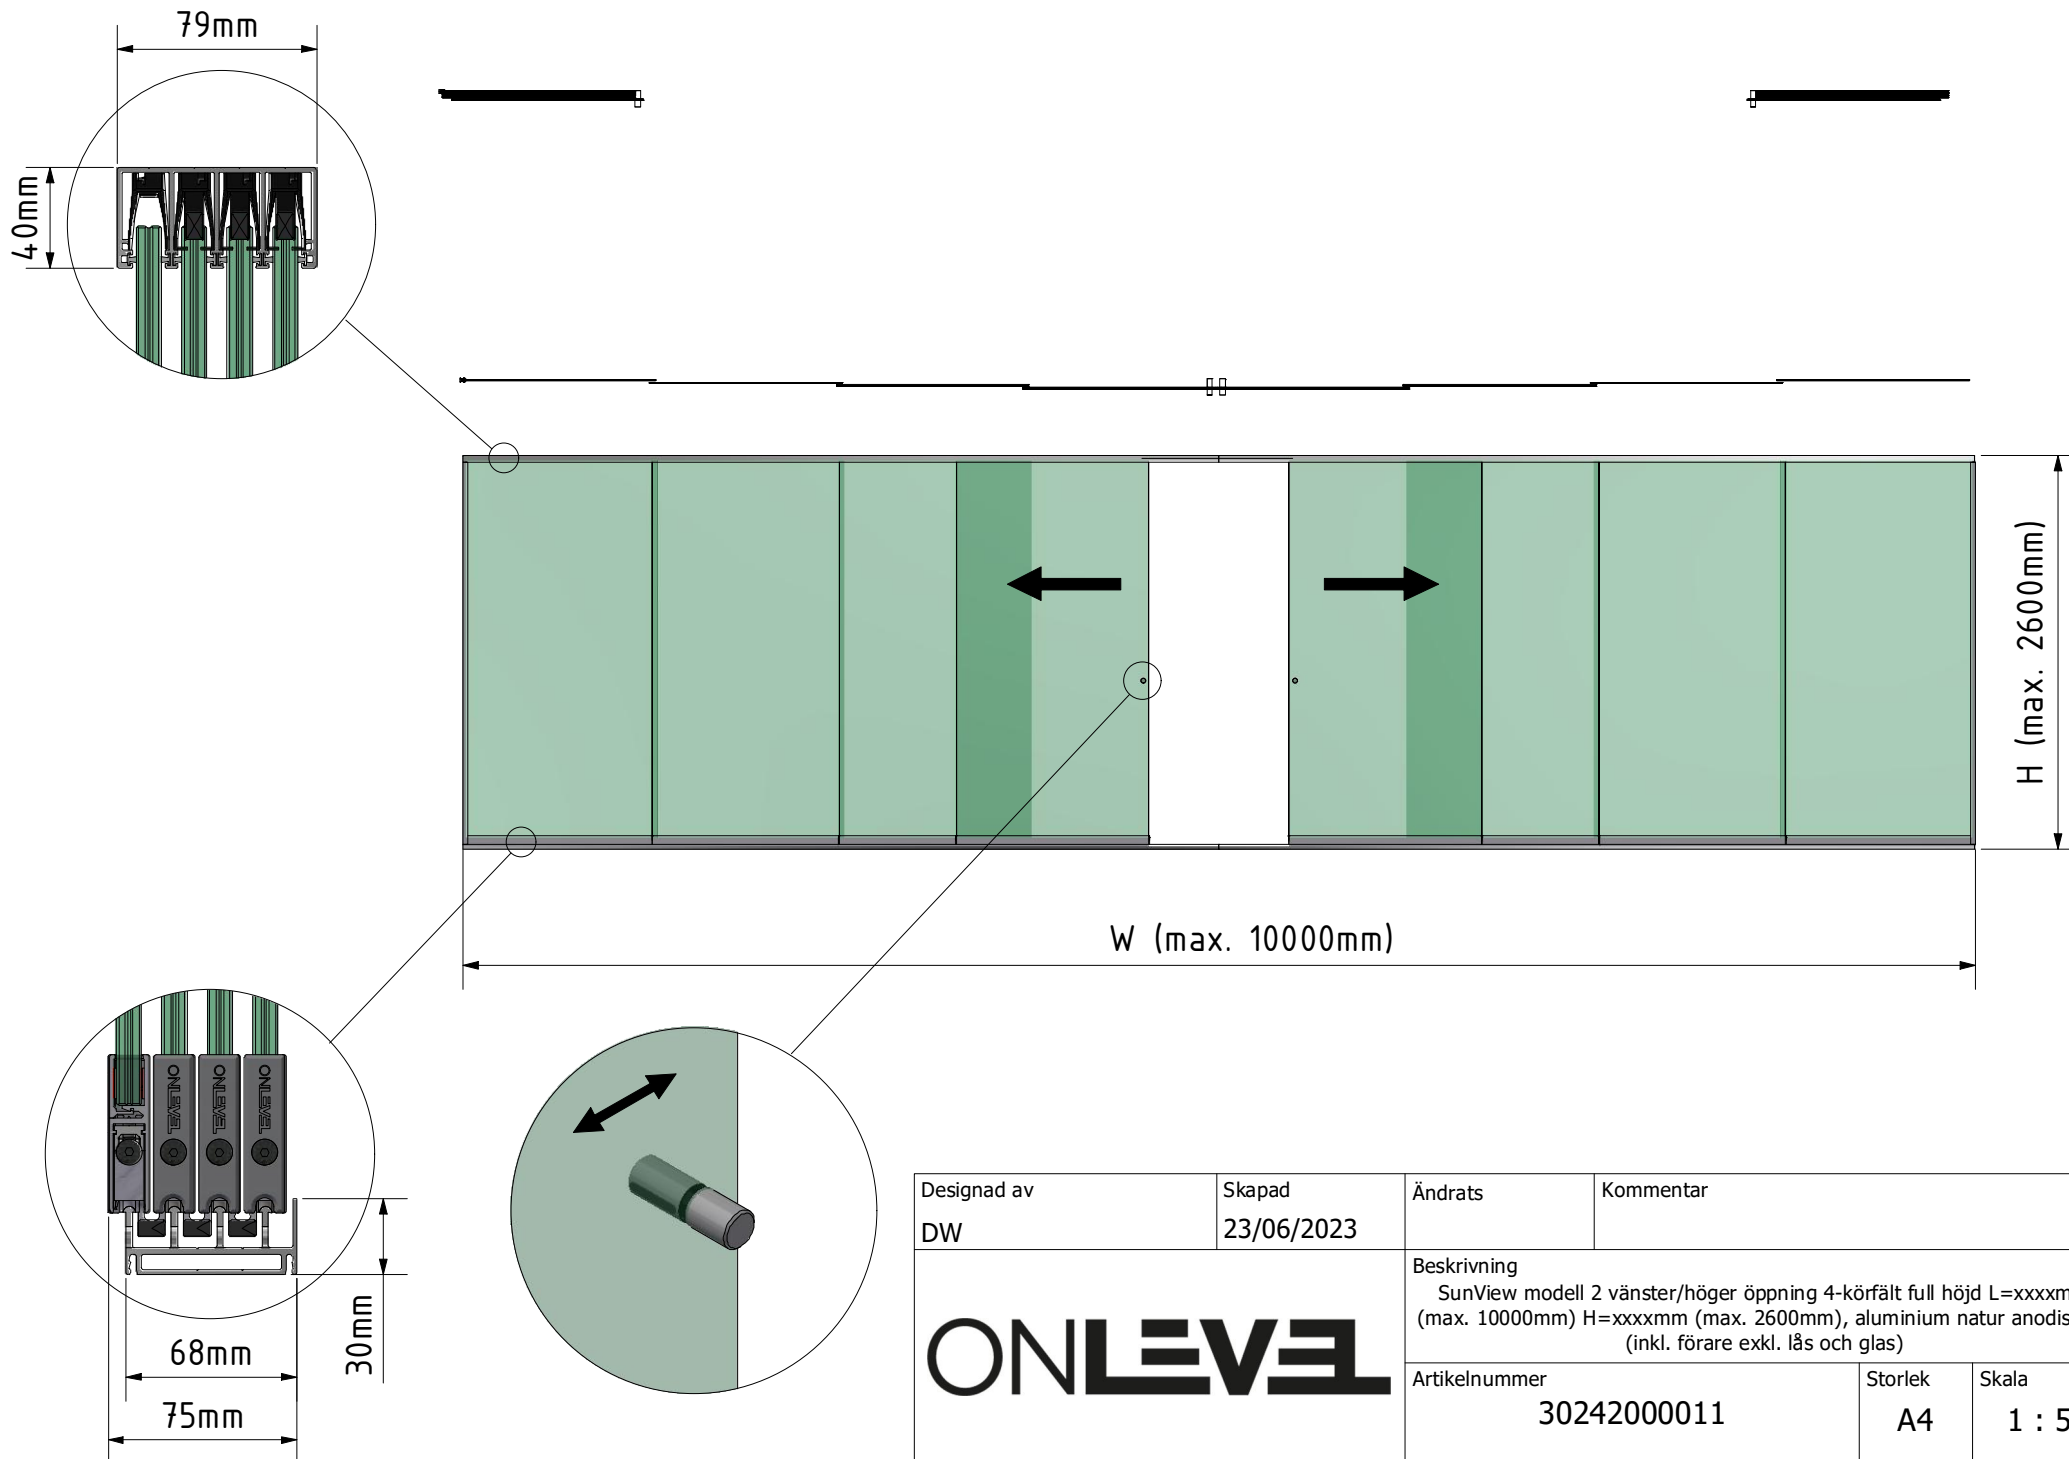 79mm
40mm
H (max. 2600mm)
W (max. 10000mm)
ONLEVEL
ONLEVEL
ONLEVEL
30mm
68mm
75mm
Designad av
DW
Skapad
23/06/2023
Ändrats
Kommentar
ONLEVEL
Beskrivning
SunView modell 2 vänster/höger öppning 4-körfält full höjd L=xxxxm
(max. 10000mm) H=xxxxmm (max. 2600mm), aluminium natur anodis
(inkl. förare exkl. lås och glas)
Artikelnummer
30242000011
Storlek
A4
Skala
1 : 5